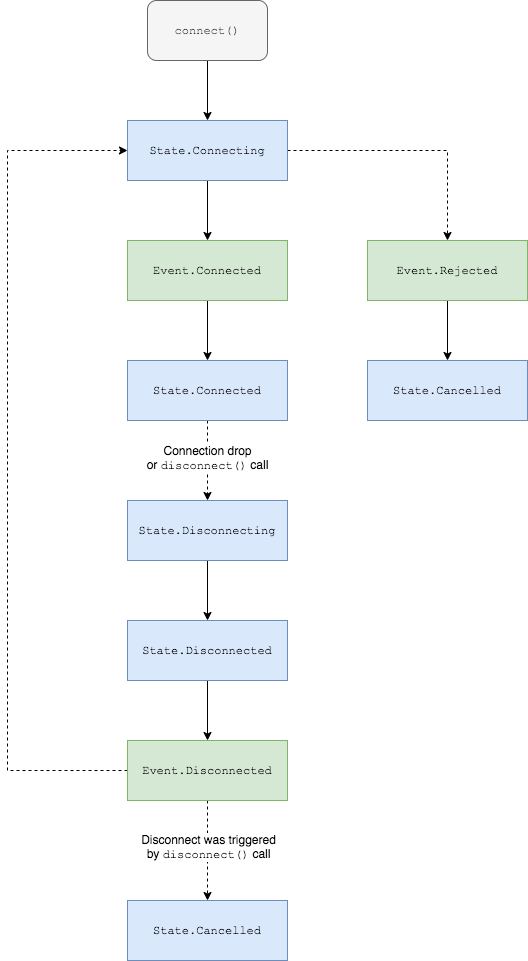 connect()
State.Connecting
Event.Connected
Event.Rejected
State.Connected
State.Cancelled
Connection drop
or disconnect() call
State.Disconnecting
State.Disconnected
Event.Disconnected
Disconnect was triggered
by disconnect() call
State.Cancelled